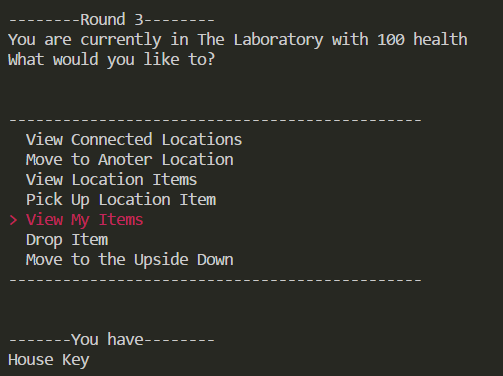 --------Round 3--------
You are currently in The Laboratory with 100 health
What would you like to?
----------------------------------------------
View Connected Locations
Move to Anoter Location
View Location Items
Pick Up Location Item
> View My Items
Drop Item
Move to the Upside Down
----------------------------------------------
-------You have--------
House Key